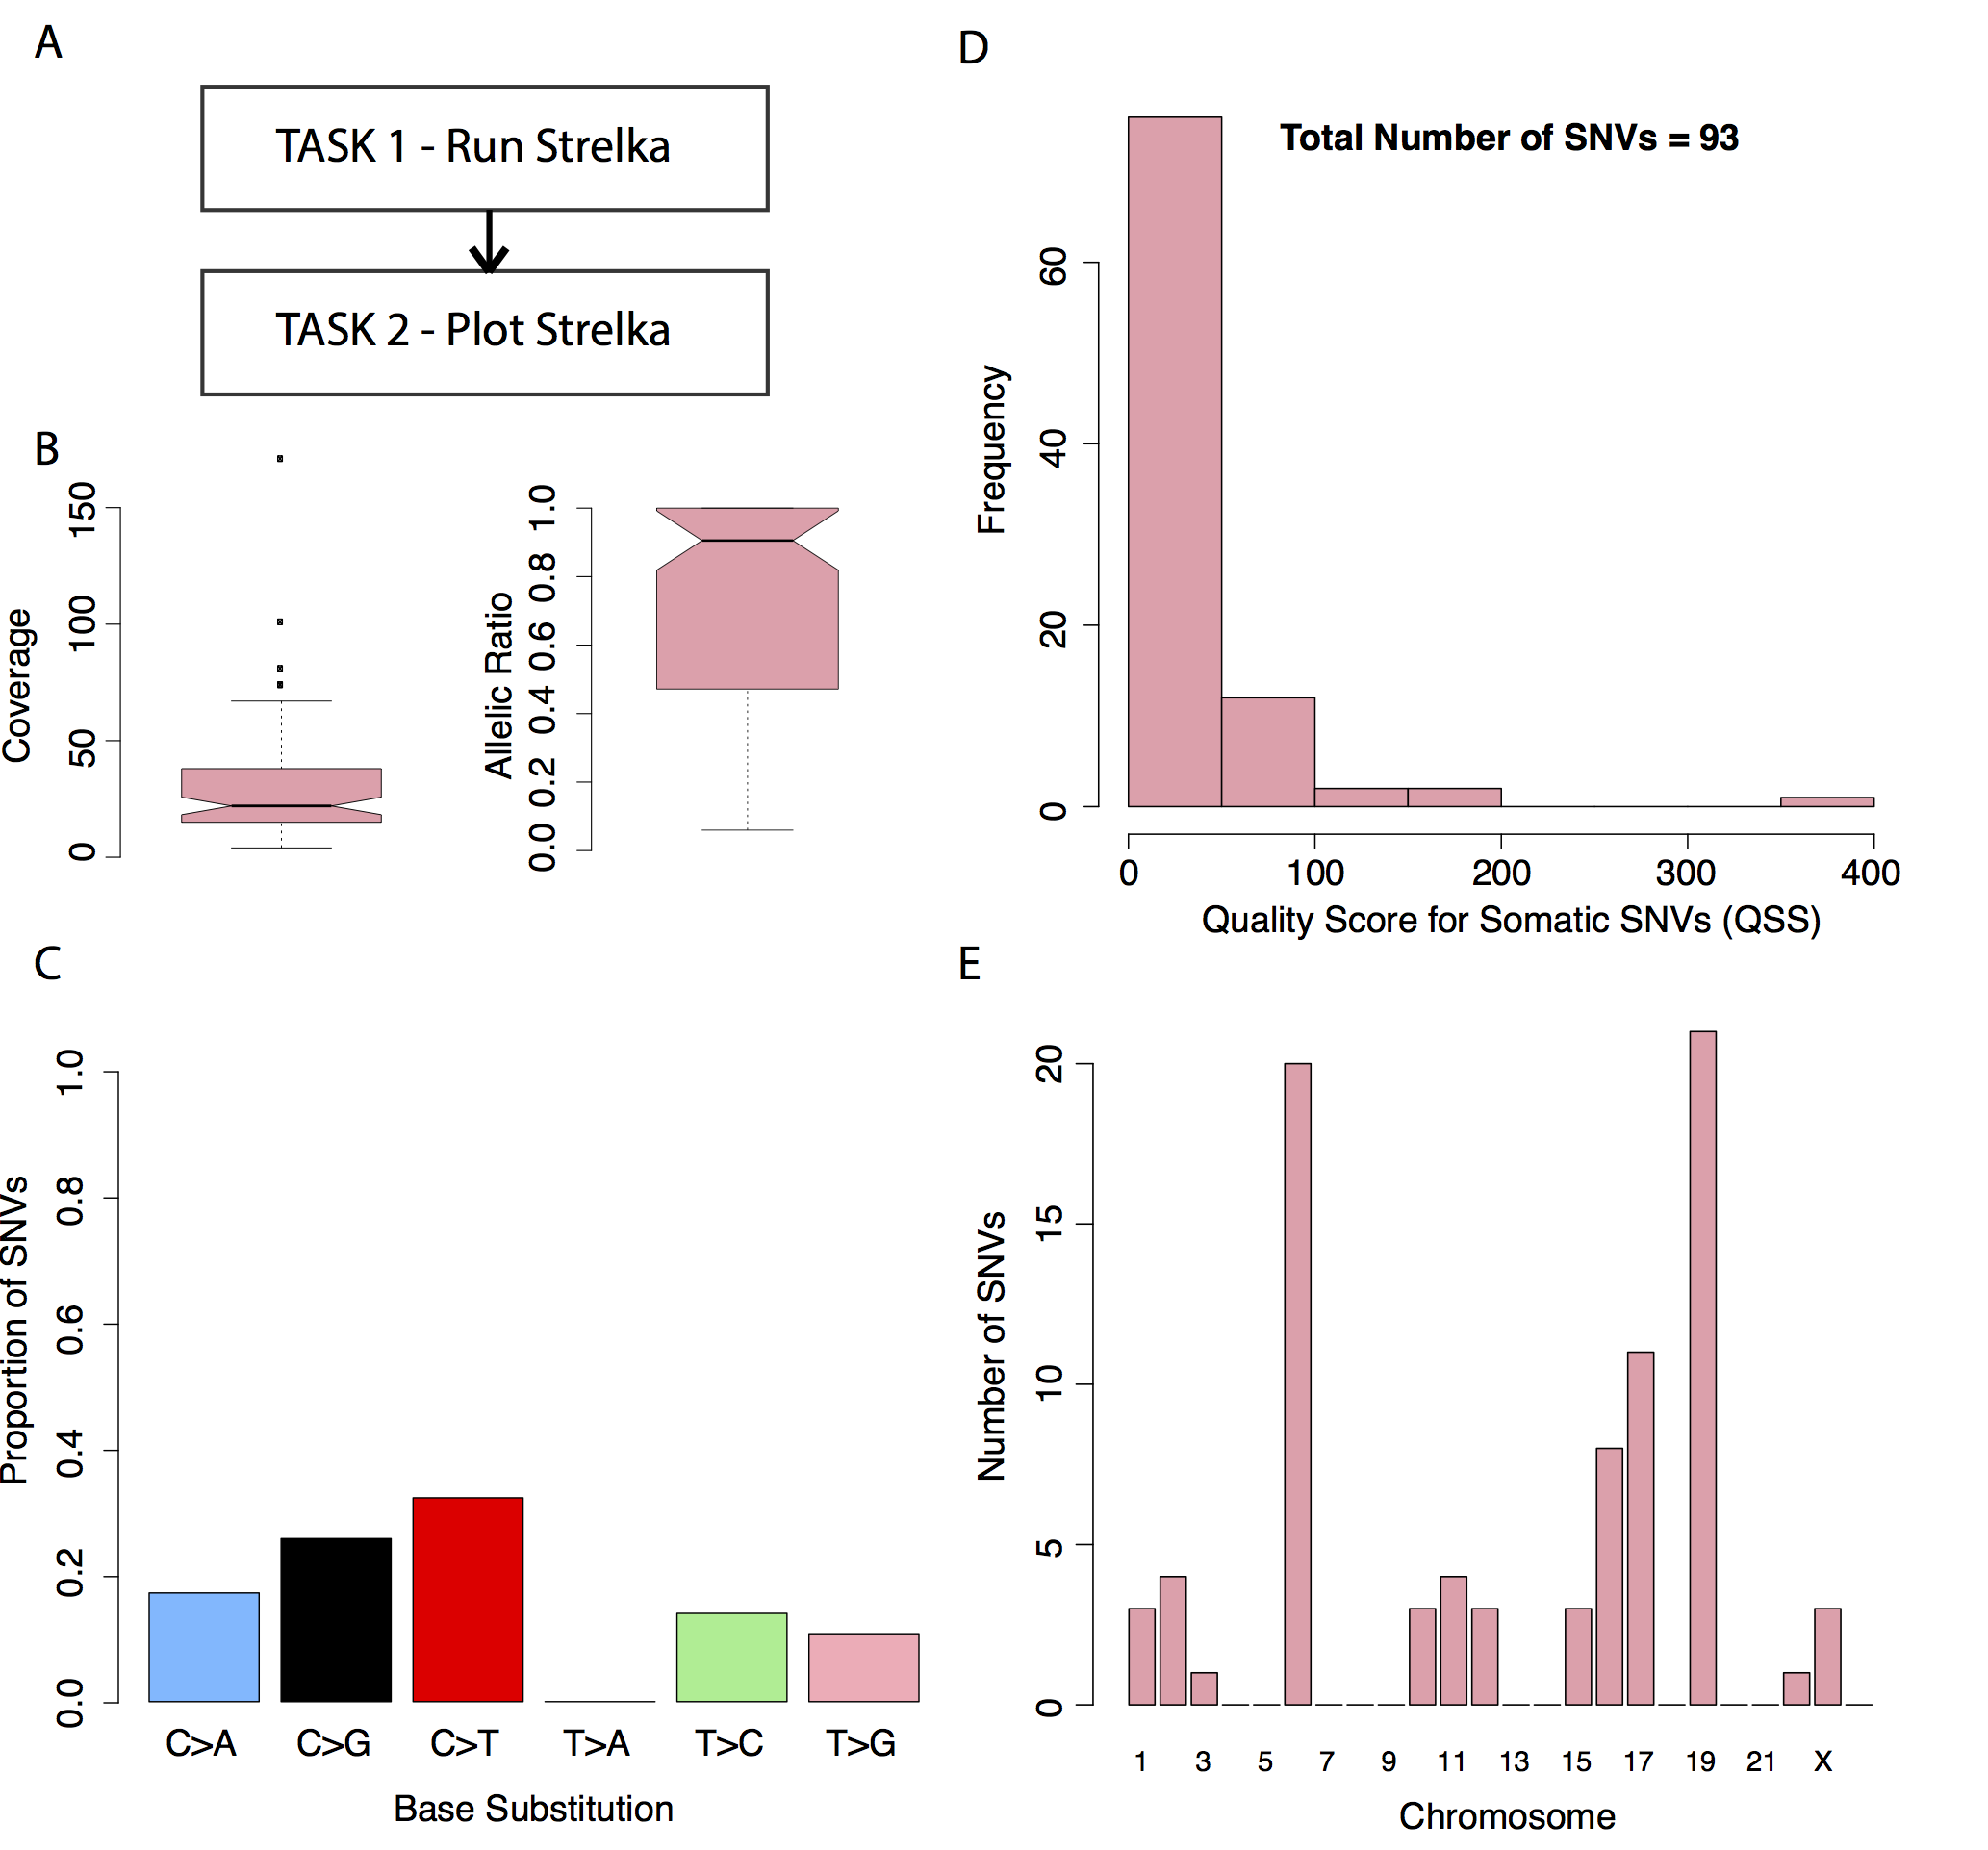 A
TASK 1 - Run Strelka
TASK 2 - Plot Strelka
B
Coverage
0
50
100
150
Allelic Ratio
0.0
0.2
0.4
0.6
0.8
1.0
C
Proportion of SNVs
0.0
0.2
0.4
0.6
0.8
1.0
C>A C>G C>T T>A T>C T>G
Base Substitution
D
Total Number of SNVs = 93
Frequency
0
20
40
60
0 100 200 300 400
Quality Score for Somatic SNVs (QSS)
E
Number of SNVs
0
5
10
15
20
1 3 5 7 9 11 13 15 17 19 21 X
Chromosome